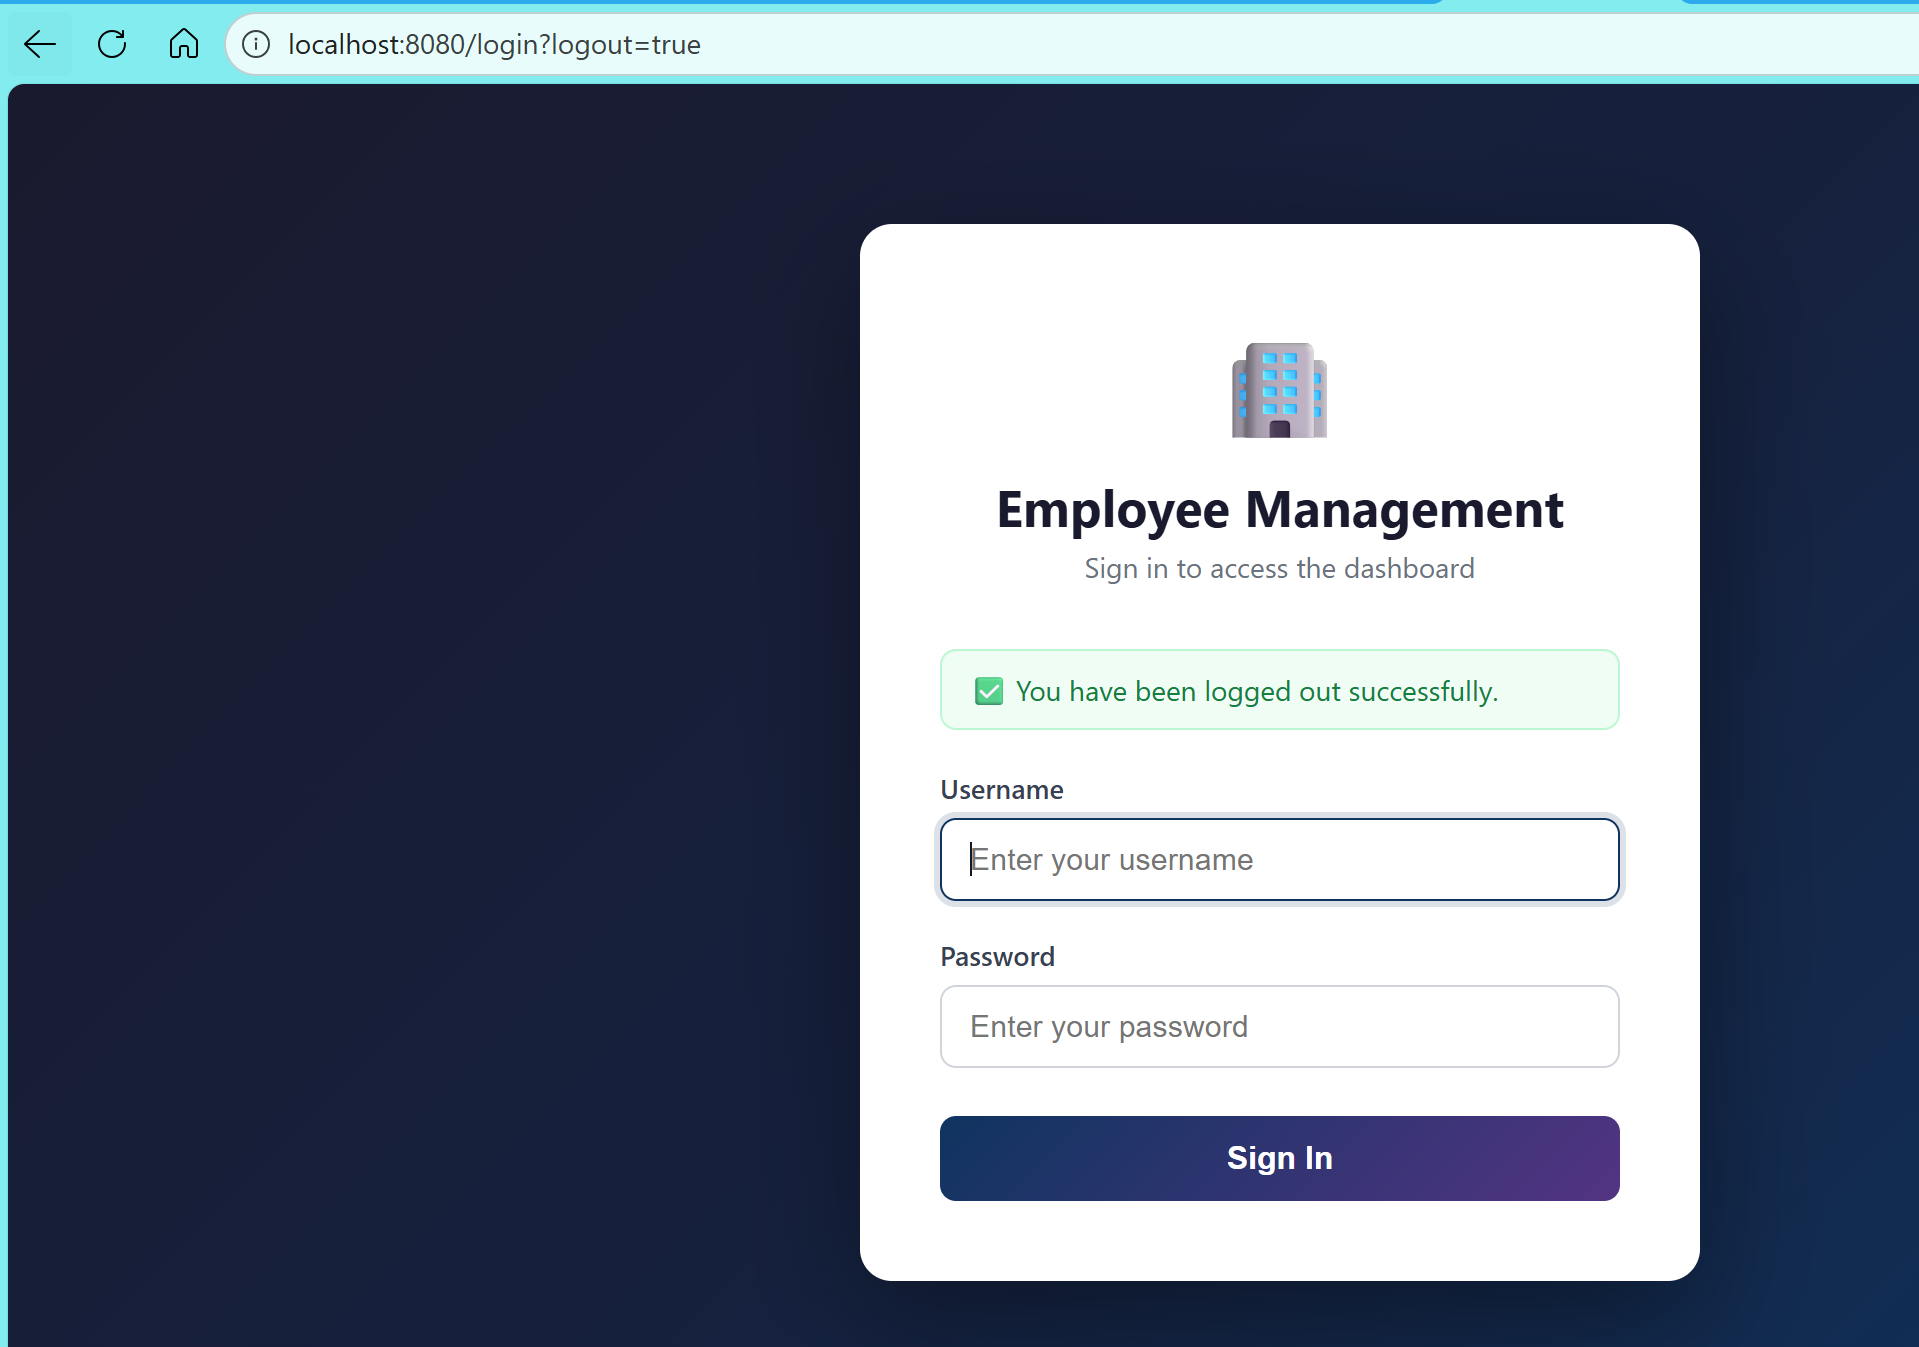 localhost:8080/login?logout=true
Employee Management
Sign in to access the dashboard
You have been logged out successfully.
Username
Enter your username
Password
Enter your password
Sign In